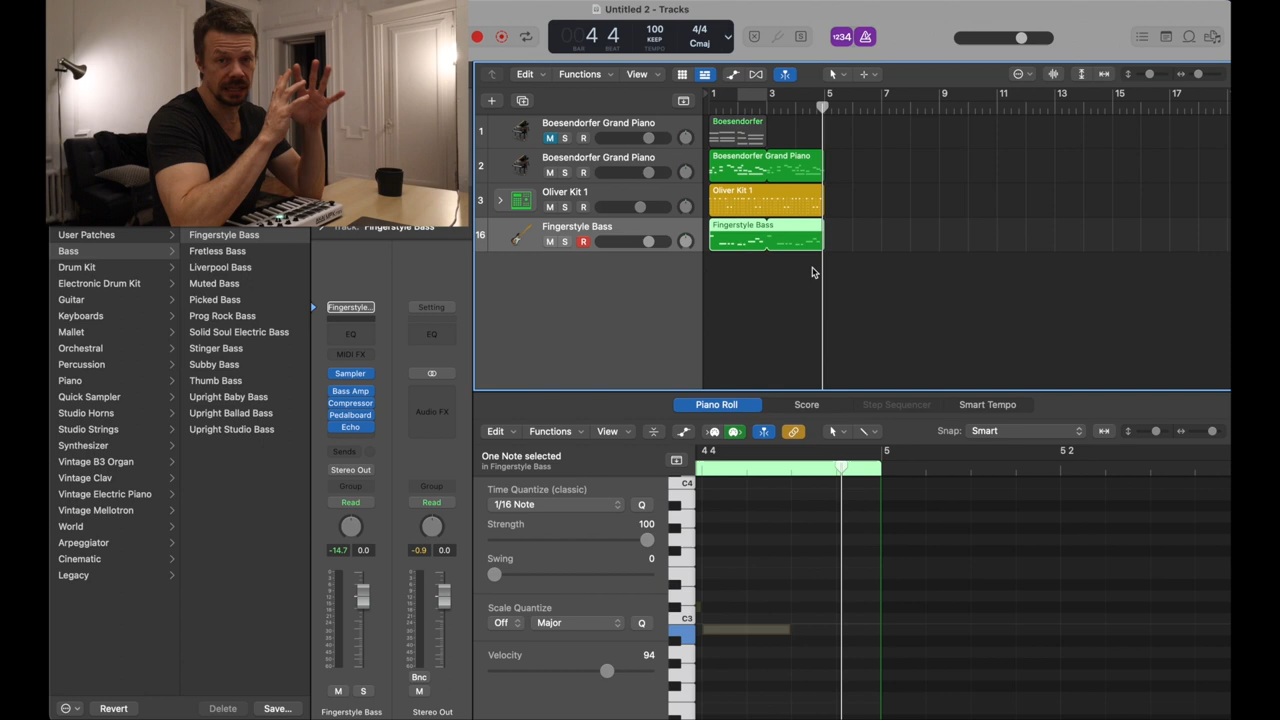 Untitled 2 - Tracks
00 4 4
BAR BEAT
100
KEEP
TEMPO
4/4
Cmaj
S
1234
Edit Functions View
1 3 5 7 9 11 13 15 17
1 Boesendorfer Grand Piano
M S R
Boesendorfer
2 Boesendorfer Grand Piano
M S R
Boesendorfer Grand Piano
3 Oliver Kit 1
M S R
Oliver Kit 1
16 Fingerstyle Bass
M S R
Fingerstyle Bass
Track: Fingerstyle Bass
User Patches
Bass
Drum Kit
Electronic Drum Kit
Guitar
Keyboards
Mallet
Orchestral
Percussion
Piano
Quick Sampler
Studio Horns
Studio Strings
Synthesizer
Vintage B3 Organ
Vintage Clav
Vintage Electric Piano
Vintage Mellotron
World
Arpeggiator
Cinematic
Legacy
Fingerstyle Bass
Fretless Bass
Liverpool Bass
Muted Bass
Picked Bass
Prog Rock Bass
Solid Soul Electric Bass
Stinger Bass
Subby Bass
Thumb Bass
Upright Baby Bass
Upright Ballad Bass
Upright Studio Bass
Revert Delete Save...
Fingerstyle...
EQ
MIDI FX
Sampler
Bass Amp
Compressor
Pedalboard
Echo
Sends
Stereo Out
Group
Read
-14.7 0.0
M S
Fingerstyle Bass
Setting
EQ
Audio FX
Group
Read
-0.9 0.0
Bnc
M
Stereo Out
Piano Roll Score Step Sequencer Smart Tempo
Edit Functions View
Snap: Smart
4 4 5 5 2
One Note selected
in Fingerstyle Bass
Time Quantize (classic)
1/16 Note Q
Strength 100
Swing 0
Scale Quantize
Off Major Q
Velocity 94
C4
C3